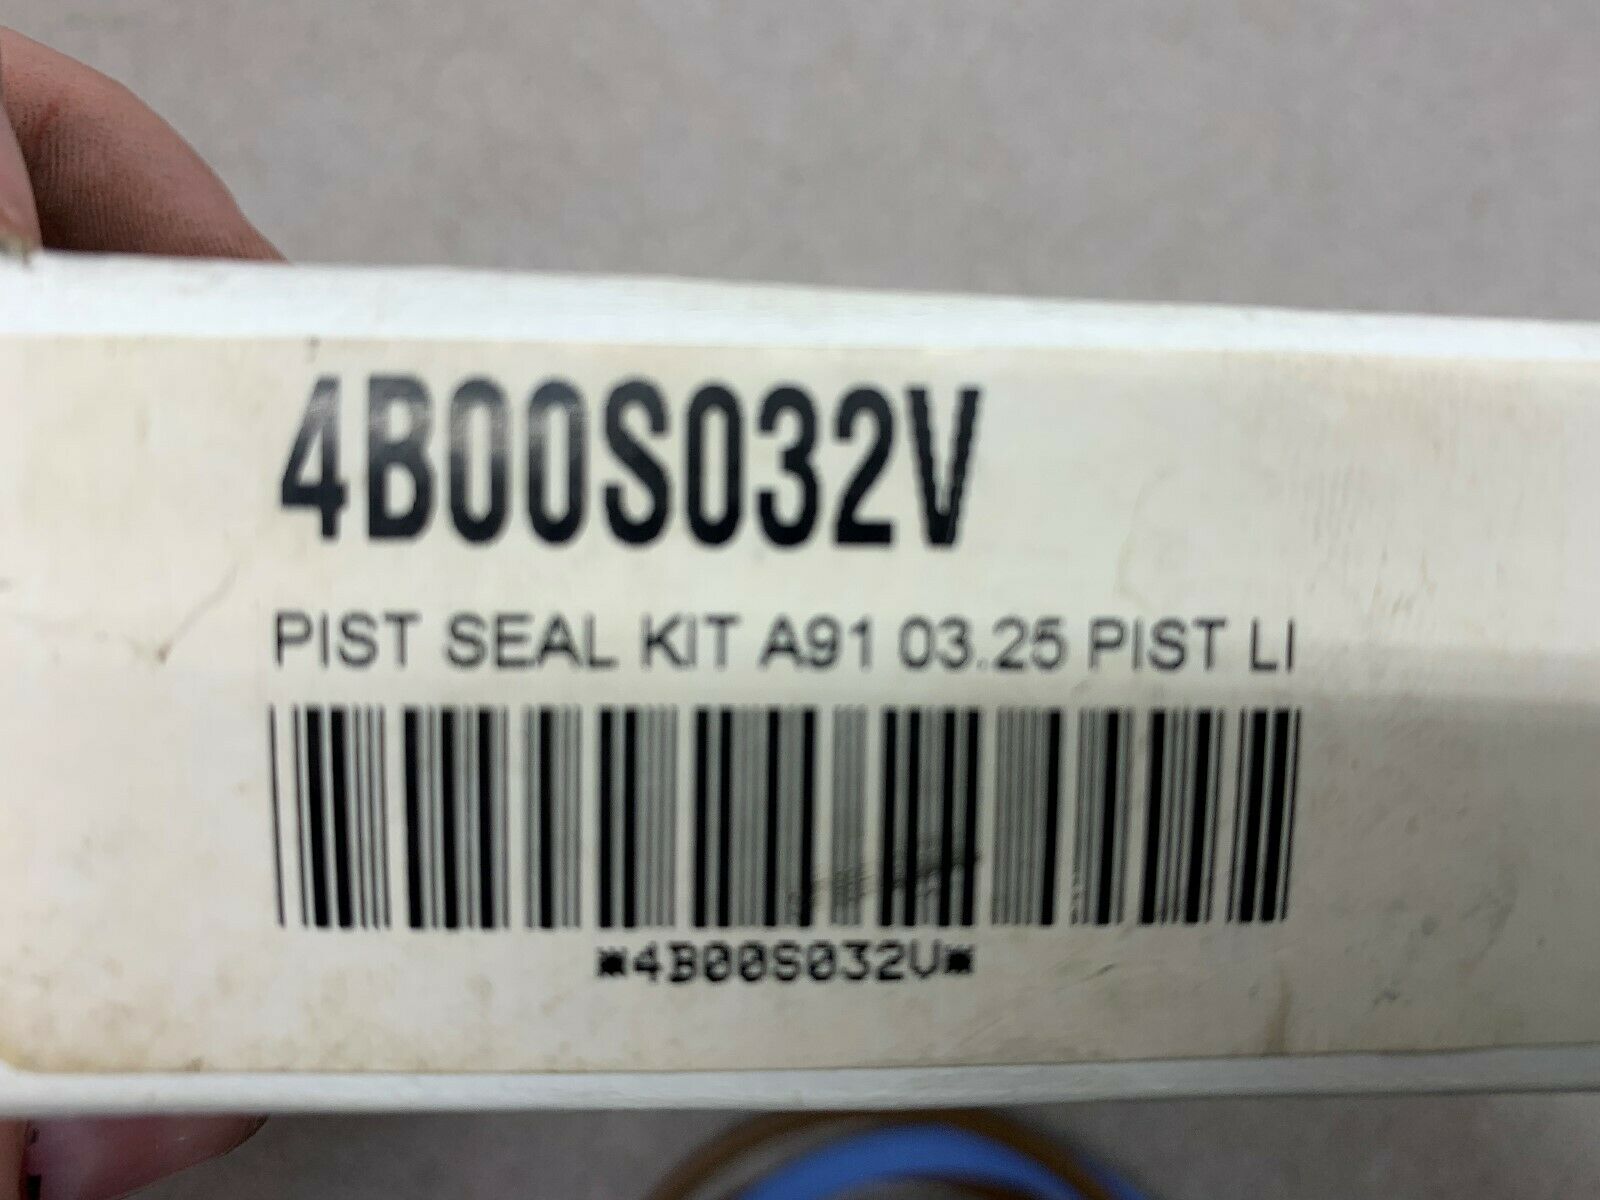 4B00S032V
PIST SEAL KIT A91 03.25 PIST LI
*4B00S032V*